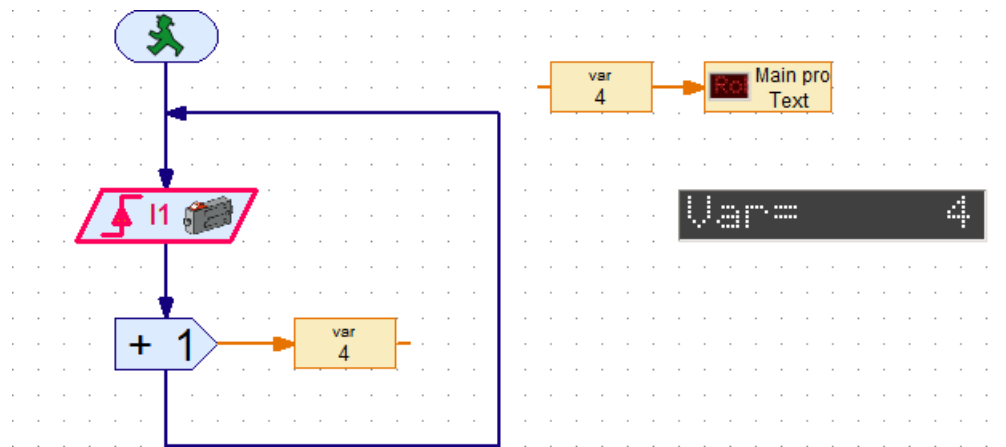 I1
+ 1
var
4
var
4
Main pro
Text
Var= 4